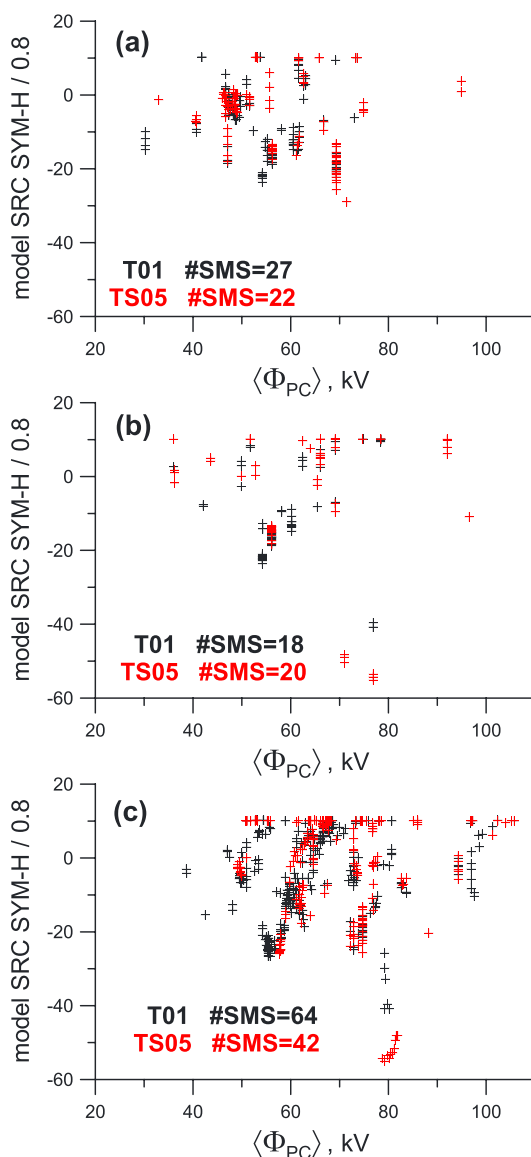 20
(a)
0
-20
-40
-60
model SRC SYM-H / 0.8
T01 #SMS=27
TS05 #SMS=22
20 40 60 80 100
⟨Φ_PC⟩, kV
20
(b)
0
-20
-40
-60
model SRC SYM-H / 0.8
T01 #SMS=18
TS05 #SMS=20
20 40 60 80 100
⟨Φ_PC⟩, kV
20
(c)
0
-20
-40
-60
model SRC SYM-H / 0.8
T01 #SMS=64
TS05 #SMS=42
20 40 60 80 100
⟨Φ_PC⟩, kV